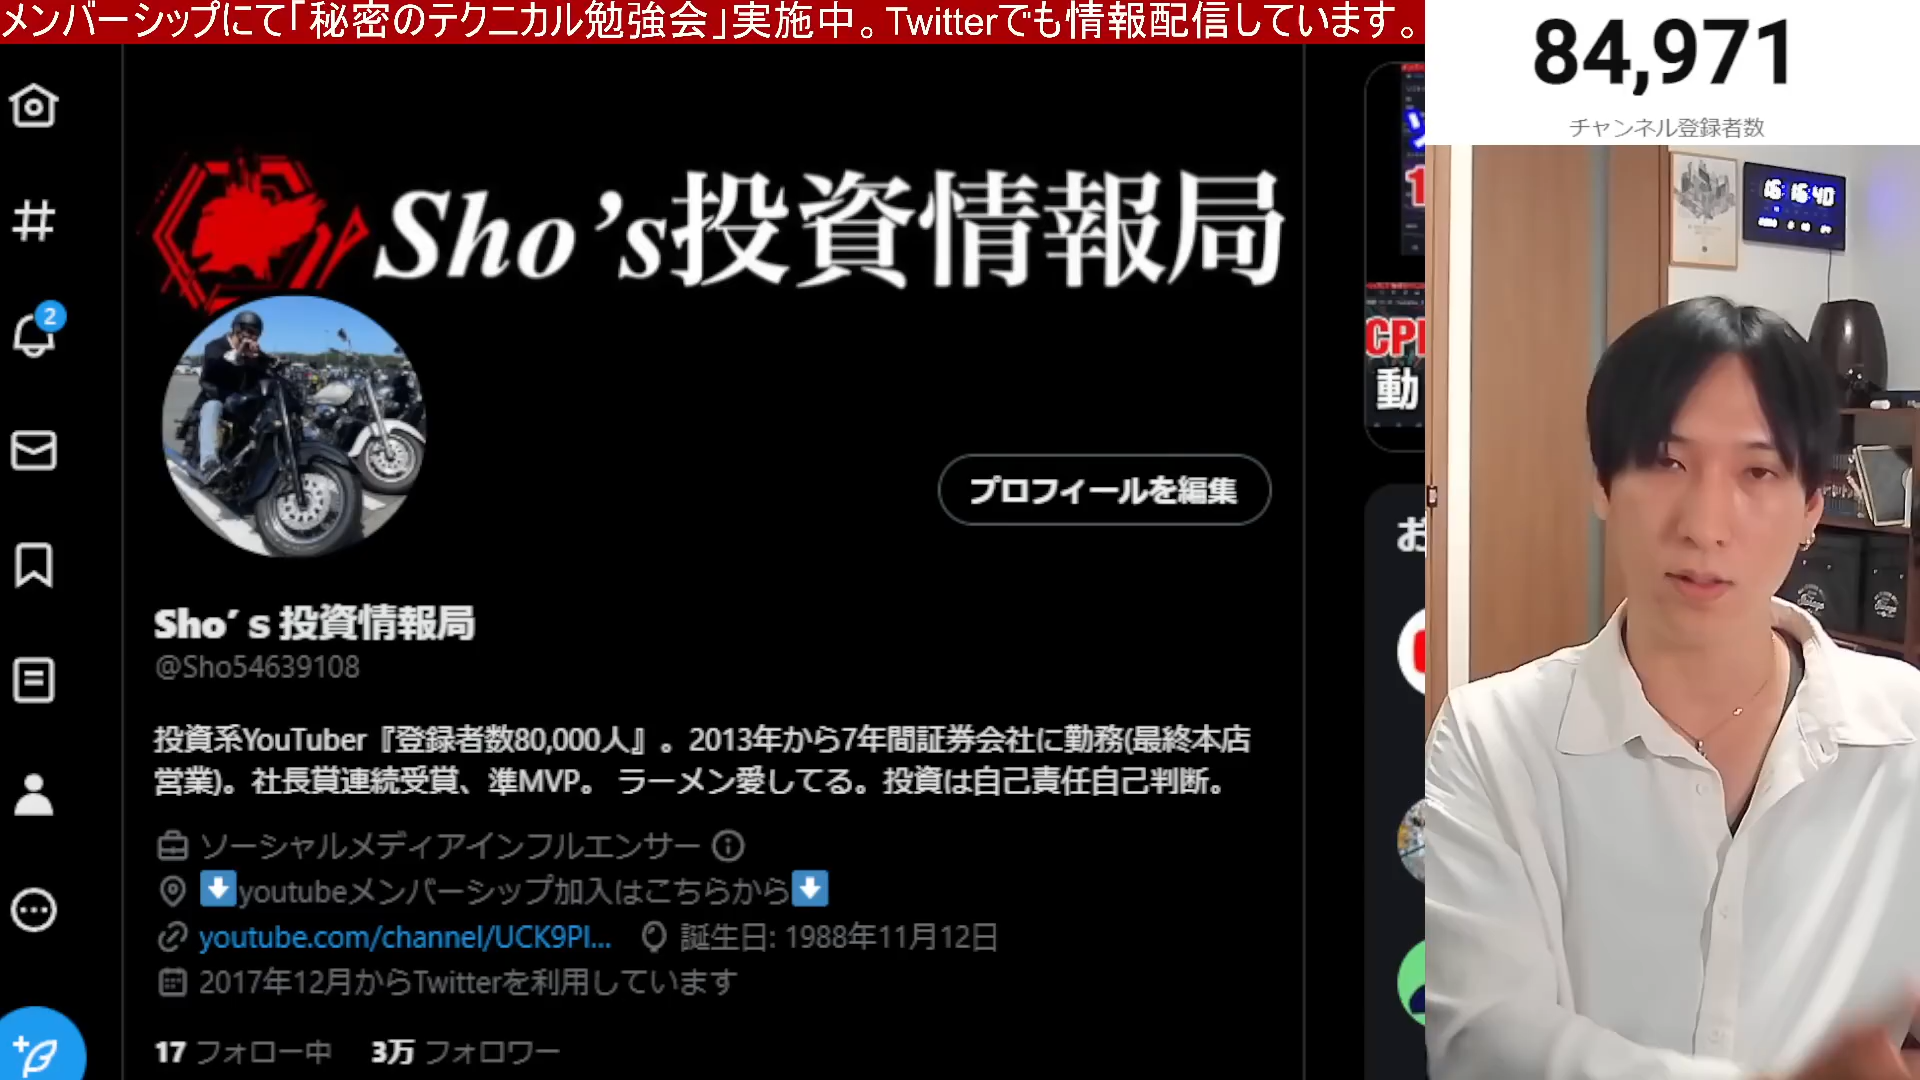 メンバーシップにて「秘密のテクニカル勉強会」実施中。Twitterでも情報配信しています。
84,971
チャンネル登録者数
16:16:40
Sho's投資情報局
2
CPI
動
プロフィールを編集
お
Sho′ｓ投資情報局
@Sho54639108
投資系YouTuber『登録者数80,000人』。2013年から7年間証券会社に勤務(最終本店
営業)。社長賞連続受賞、準MVP。 ラーメン愛してる。投資は自己責任自己判断。
ソーシャルメディアインフルエンサー
youtubeメンバーシップ加入はこちらから
youtube.com/channel/UCK9PI...
誕生日: 1988年11月12日
2017年12月からTwitterを利用しています
17 フォロー中 3万 フォロワー